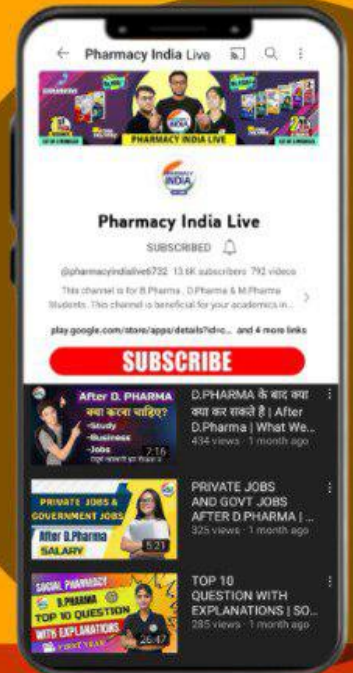 Pharmacy India Live
PHARMACY INDIA LIVE
PHARMACY
INDIA
Pharmacy India Live
SUBSCRIBED
@pharmacyindialive6732 13.6K subscribers 792 videos
This channel is for B.Pharma , D.Pharma & M.Pharma
Students. This channel is beneficial for your academics in...
play.google.com/store/apps/details?id=c... and 4 more links
SUBSCRIBE
After D. PHARMA
क्या करना चाहिए?
-Study
-Business
-Jobs
7:16
D.PHARMA के बाद क्या
क्या कर सकते है | After
D.Pharma | What We...
434 views · 1 month ago
PRIVATE JOBS &
GOVERNMENT JOBS
After D.Pharma
SALARY
5:21
PRIVATE JOBS
AND GOVT JOBS
AFTER D.PHARMA | ...
325 views · 1 month ago
SOCIAL PHARMACY
D.PHARMA
TOP 10 QUESTION
WITH EXPLANATIONS
FIRST YEAR
26:47
TOP 10
QUESTION WITH
EXPLANATIONS | SO...
285 views · 1 month ago